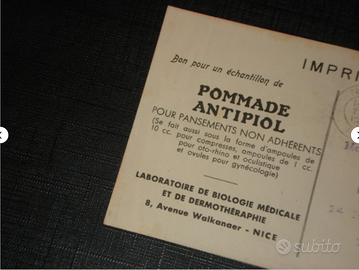 Bon pour un échantillon de
IMPRI
POMMADE
ANTIPIOL
POUR PANSEMENTS NON ADHERENTS
(Se fait aussi sous la forme d'ampoules de
10 cc. pour compresses, ampoules de 1 cc.
pour oto-rhino et oculistique
et ovules pour gynécologie)
LABORATOIRE DE BIOLOGIE MÉDICALE
ET DE DERMOTHÉRAPHIE
8, Avenue Walkanaer - NICE
subito